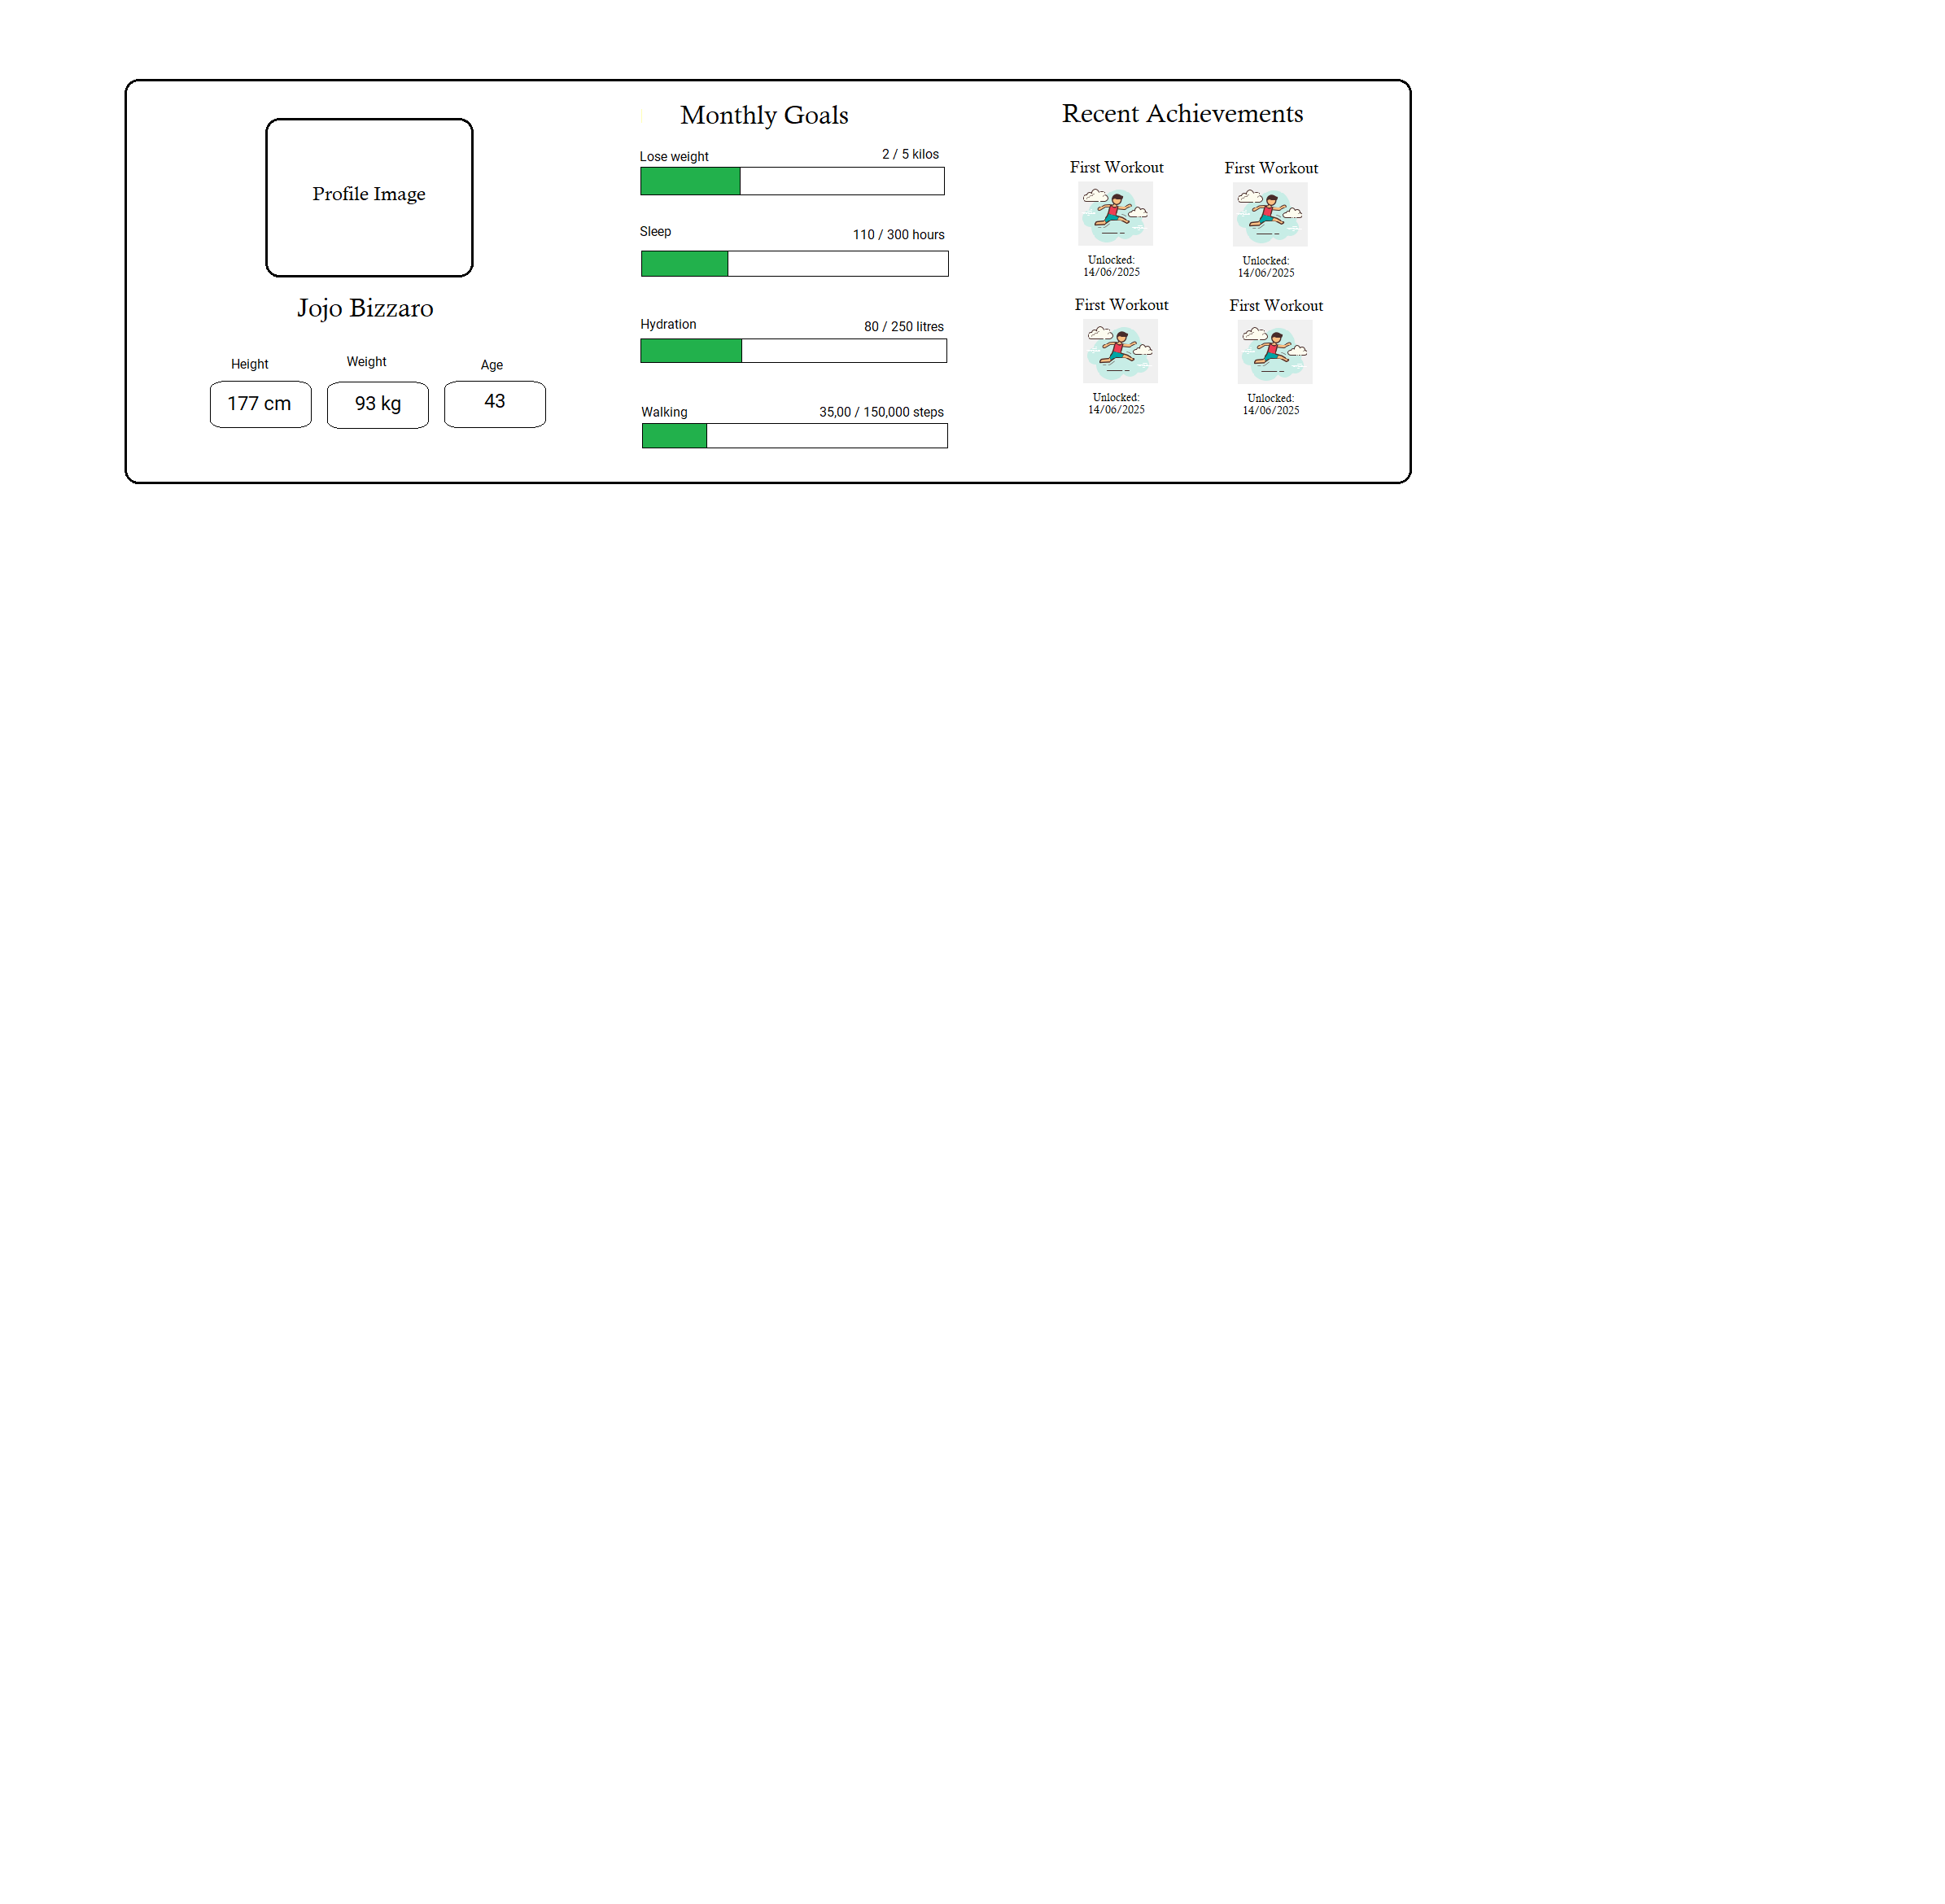 Profile Image
Jojo Bizzaro
Height
Weight
Age
177 cm
93 kg
43
Monthly Goals
Lose weight
2 / 5 kilos
Sleep
110 / 300 hours
Hydration
80 / 250 litres
Walking
35,00 / 150,000 steps
Recent Achievements
First Workout
Unlocked:
14/06/2025
First Workout
Unlocked:
14/06/2025
First Workout
Unlocked:
14/06/2025
First Workout
Unlocked:
14/06/2025